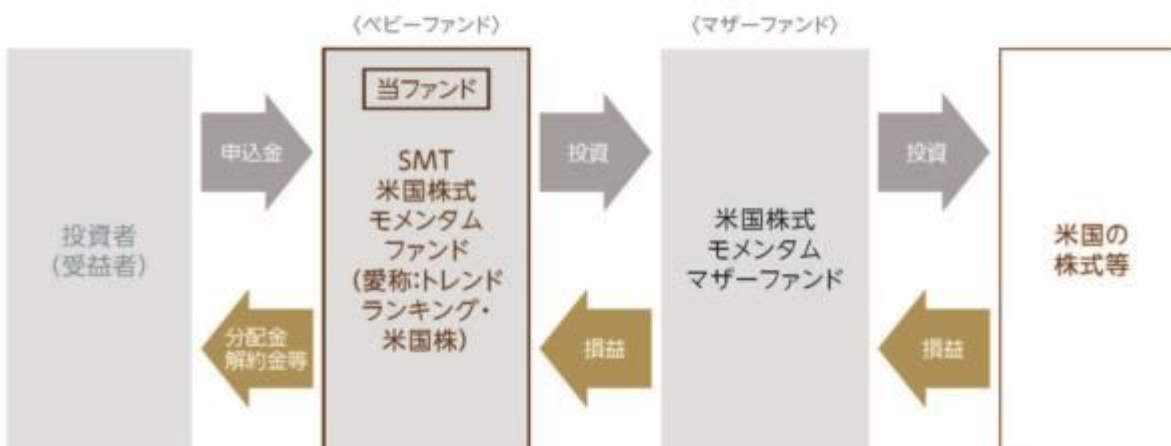 〈ベビーファンド〉
〈マザーファンド〉
投資者
(受益者)
申込金
分配金
解約金等
当ファンド
SMT
米国株式
モメンタム
ファンド
(愛称:トレンド
ランキング・
米国株)
投資
損益
米国株式
モメンタム
マザーファンド
投資
損益
米国の
株式等